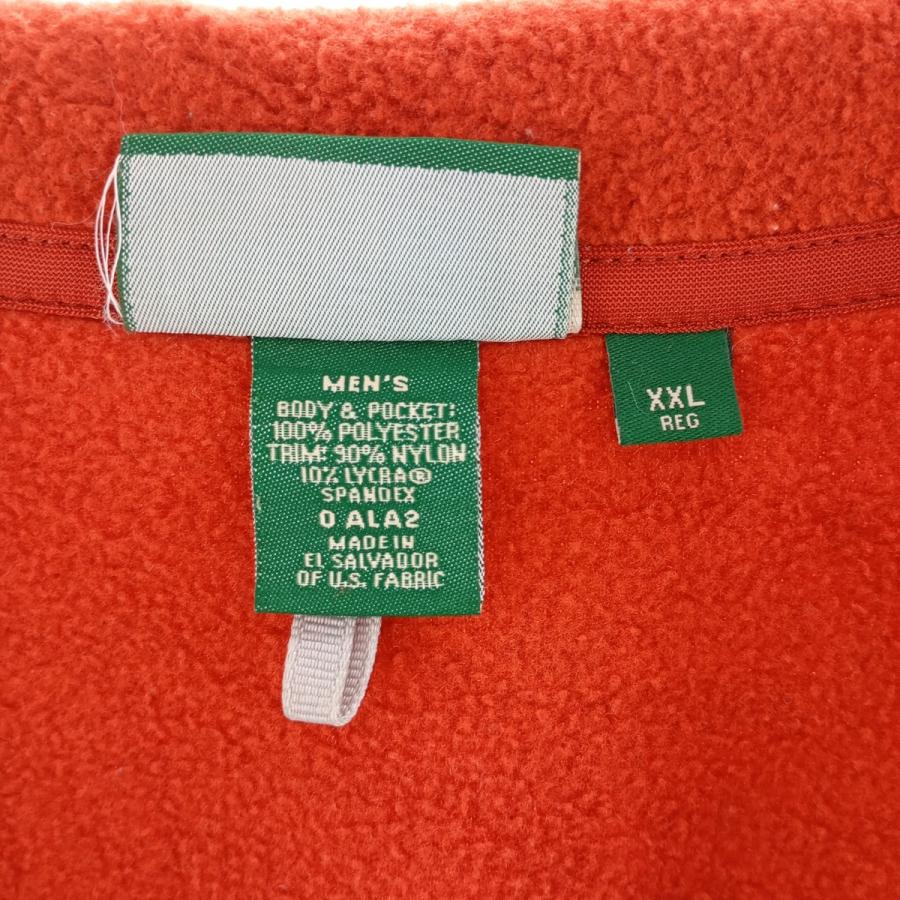 MEN'S
BODY & POCKET:
100% POLYESTER
TRIM: 90% NYLON
10% LYCRA®
SPANDEX
0 ALA2
MADE IN
EL SALVADOR
OF U.S. FABRIC
XXL
REG